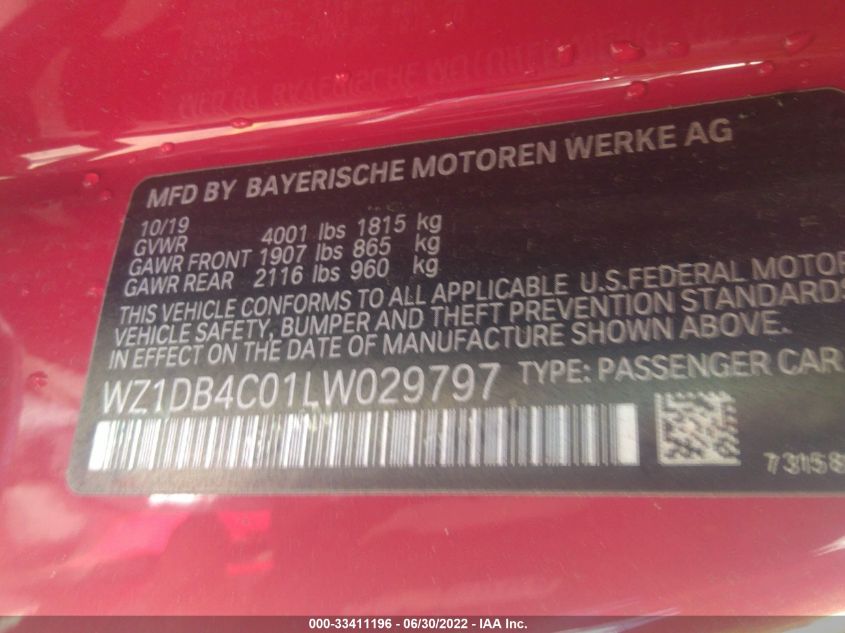 MFD BY BAYERISCHE MOTOREN WERKE AG
10/19
GVWR 4001 lbs 1815 kg
GAWR FRONT 1907 lbs 865 kg
GAWR REAR 2116 lbs 960 kg
THIS VEHICLE CONFORMS TO ALL APPLICABLE U.S.FEDERAL MOTOR
VEHICLE SAFETY, BUMPER AND THEFT PREVENTION STANDARDS
IN EFFECT ON THE DATE OF MANUFACTURE SHOWN ABOVE.
WZ1DB4C01LW029797 TYPE: PASSENGER CAR
73158
000-33411196 - 06/30/2022 - IAA Inc.